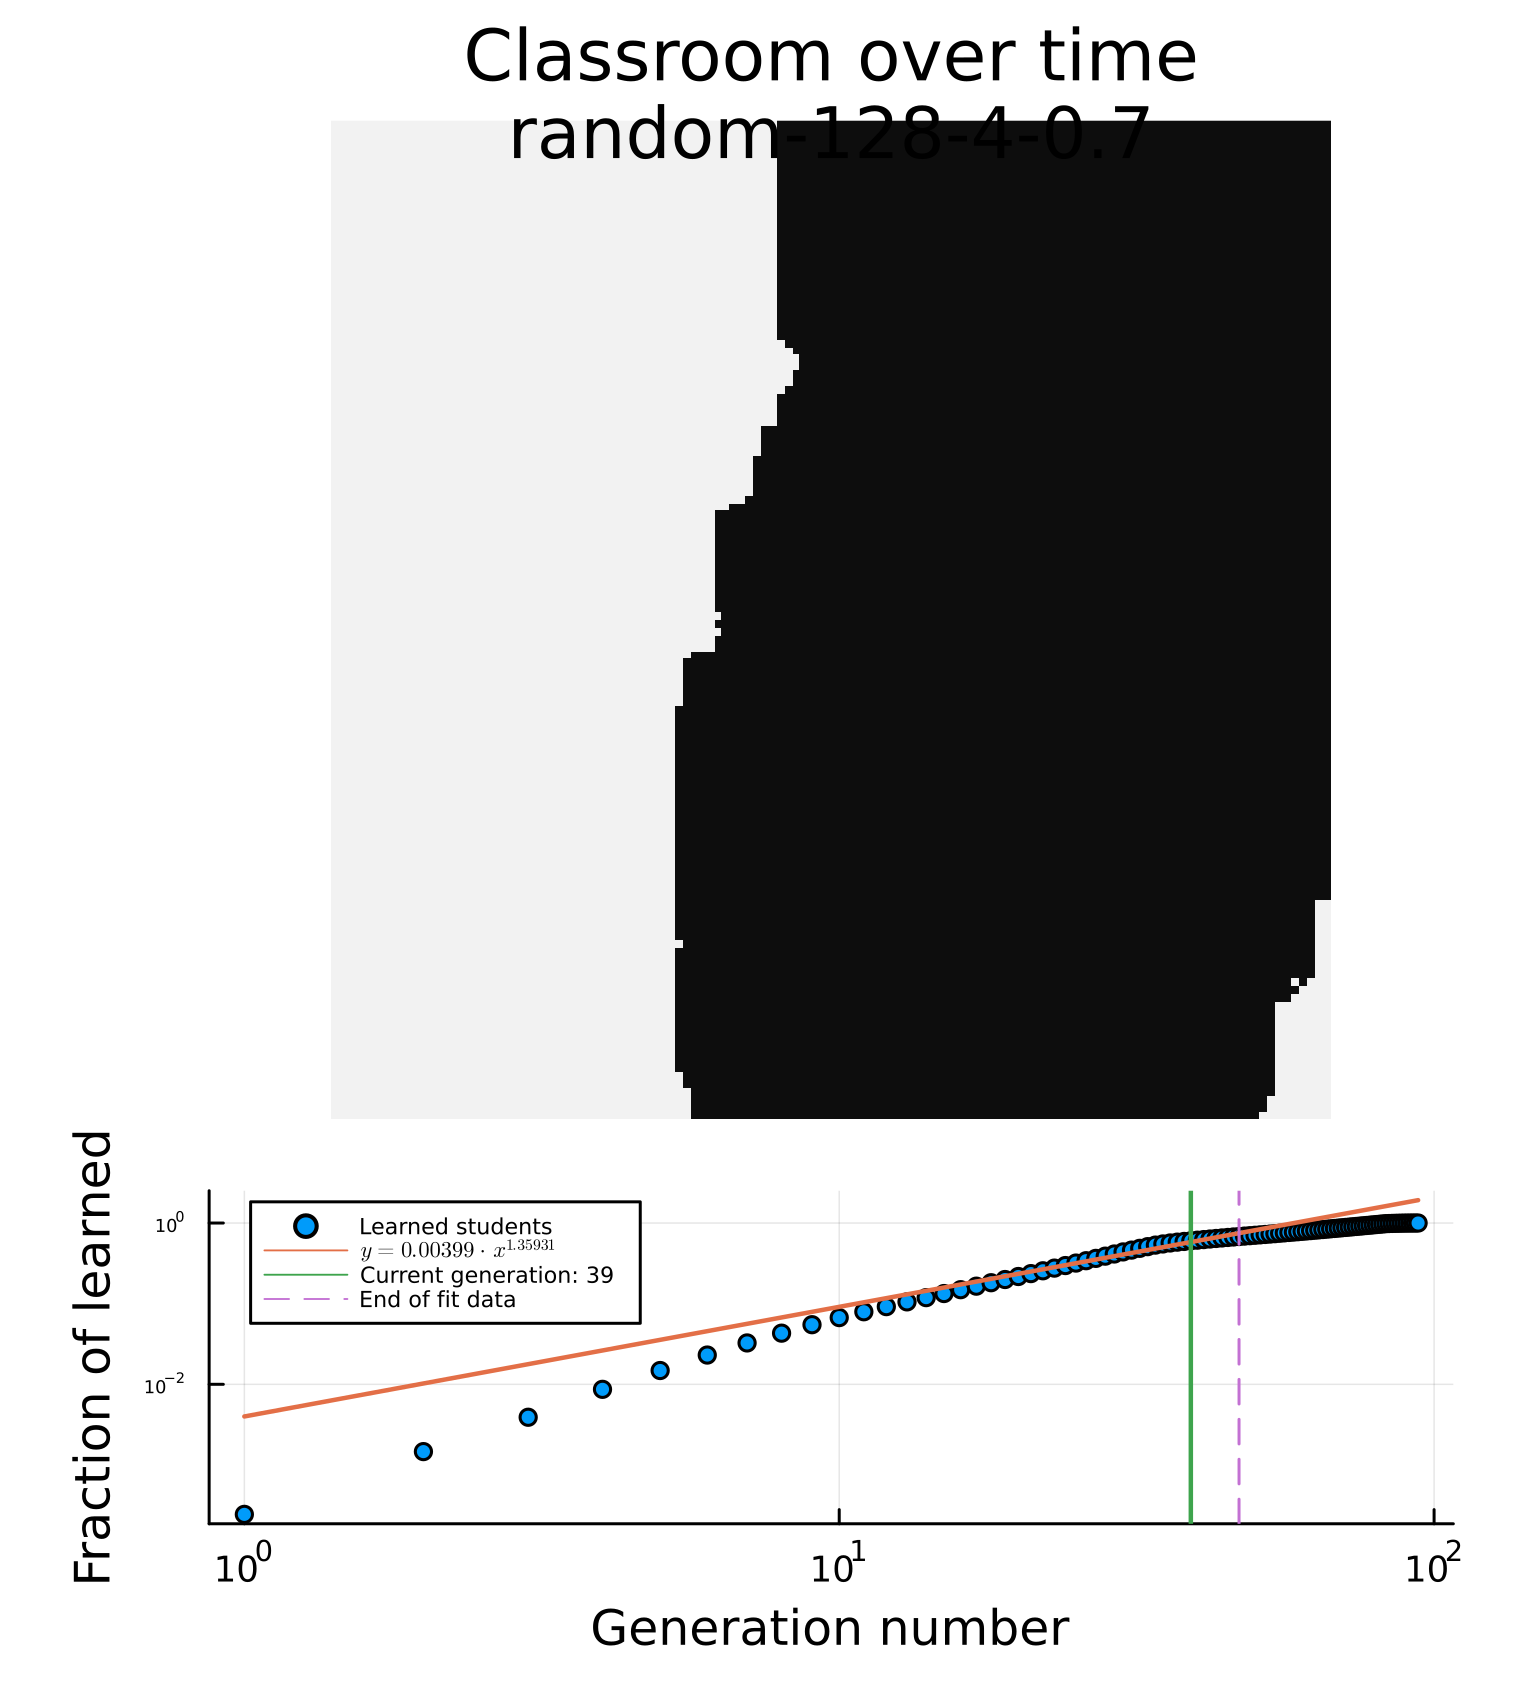 Classroom over time
random-128-4-0.7
Fraction of learned
10⁰
10⁻²
Learned students
y = 0.00399 · x^1.35931
Current generation: 39
End of fit data
10⁰ 10¹ 10²
Generation number